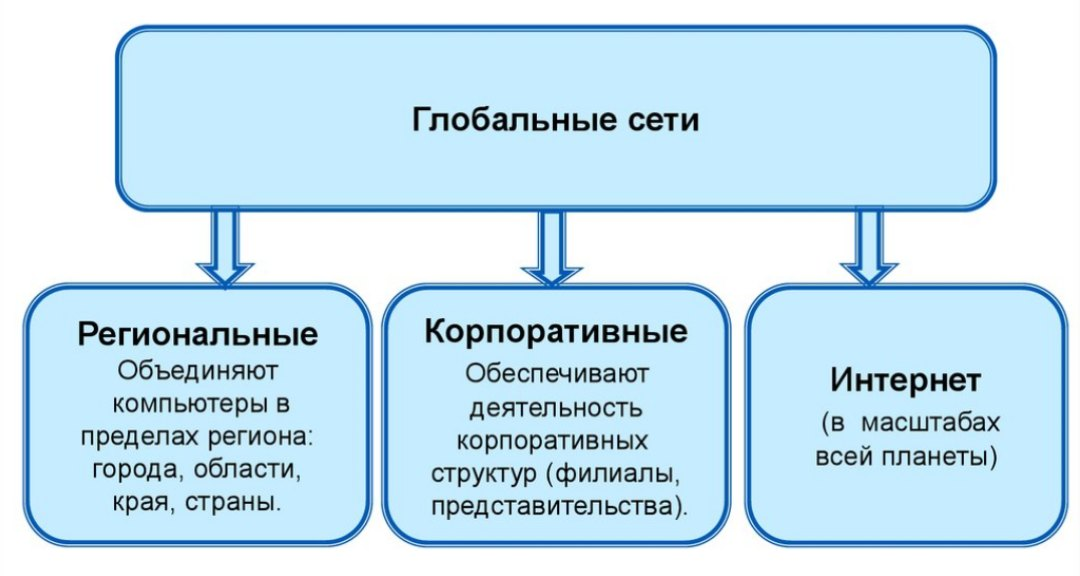 Глобальные сети
Региональные
Объединяют
компьютеры в
пределах региона:
города, области,
края, страны.
Корпоративные
Обеспечивают
деятельность
корпоративных
структур (филиалы,
представительства).
Интернет
(в масштабах
всей планеты)